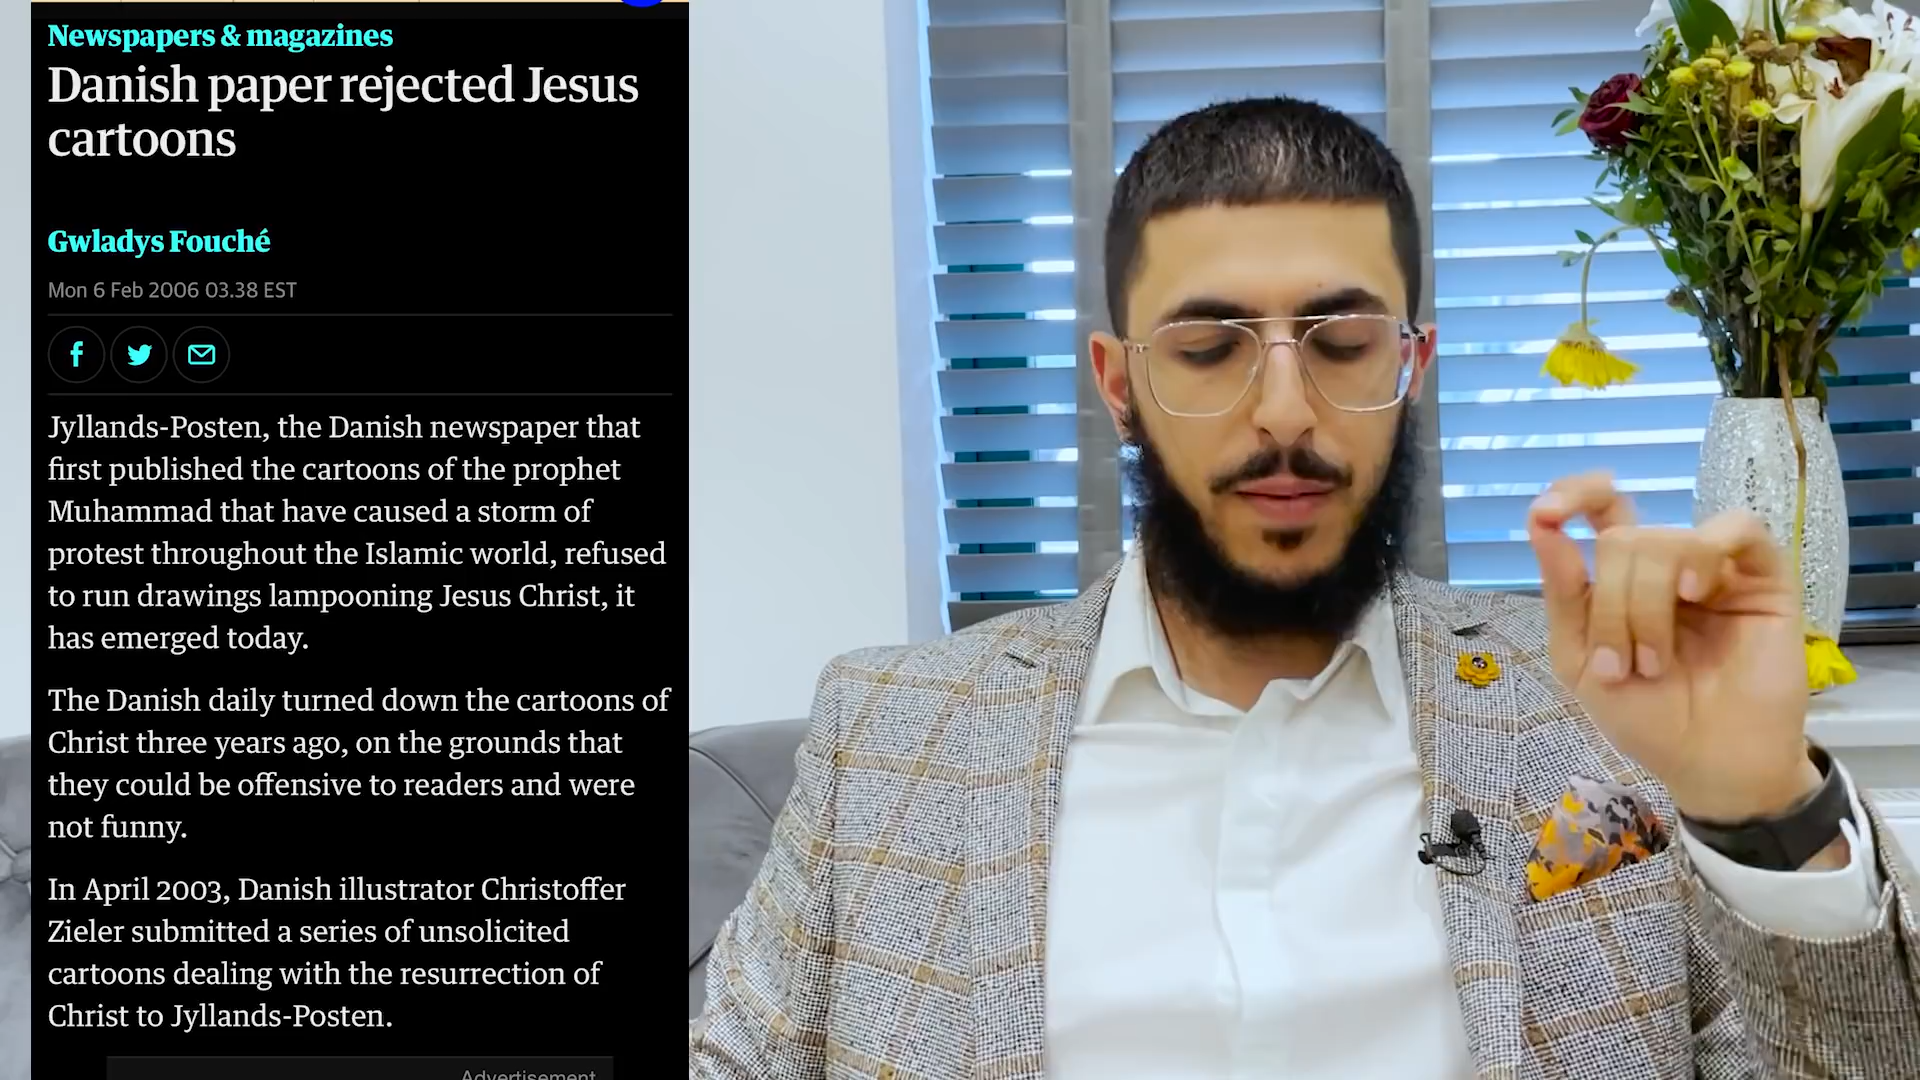 Newspapers & magazines
Danish paper rejected Jesus
cartoons
Gwladys Fouché
Mon 6 Feb 2006 03.38 EST
Jyllands-Posten, the Danish newspaper that
first published the cartoons of the prophet
Muhammad that have caused a storm of
protest throughout the Islamic world, refused
to run drawings lampooning Jesus Christ, it
has emerged today.
The Danish daily turned down the cartoons of
Christ three years ago, on the grounds that
they could be offensive to readers and were
not funny.
In April 2003, Danish illustrator Christoffer
Zieler submitted a series of unsolicited
cartoons dealing with the resurrection of
Christ to Jyllands-Posten.
Advertisement